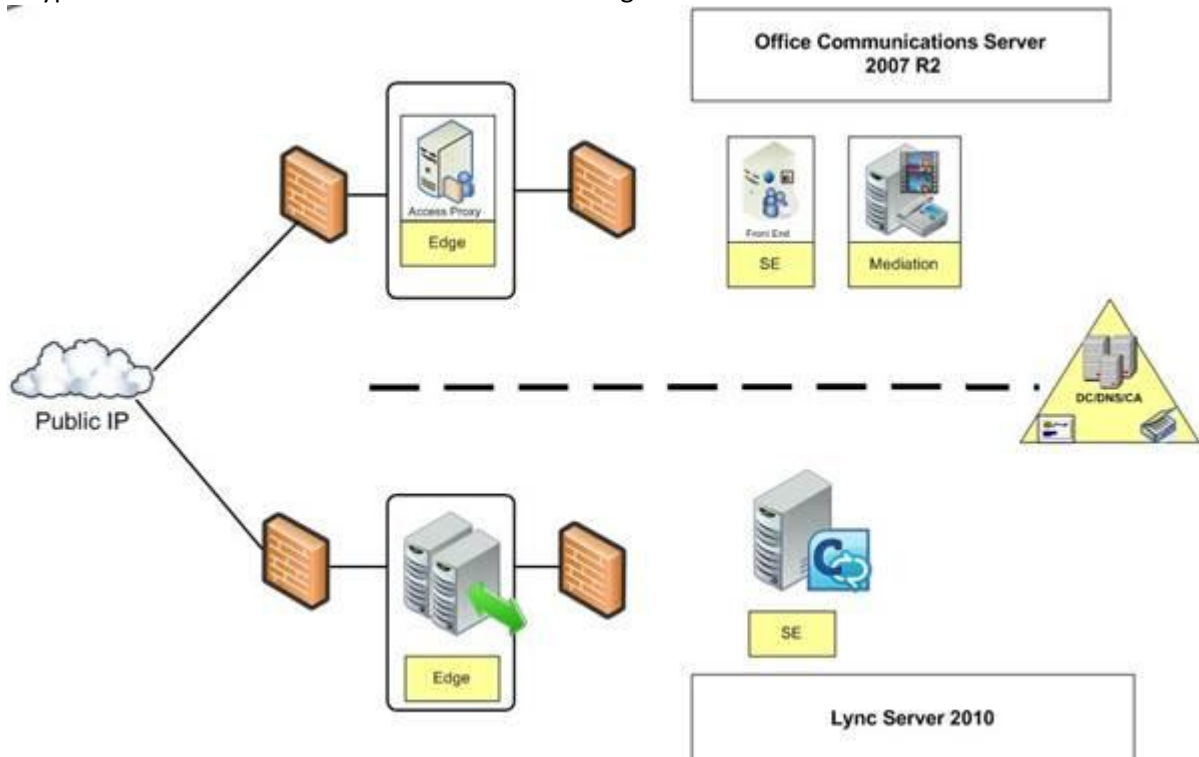 Office Communications Server
2007 R2
Access Proxy
Edge
Front End
SE
Mediation
Public IP
DC/DNS/CA
Edge
SE
Lync Server 2010